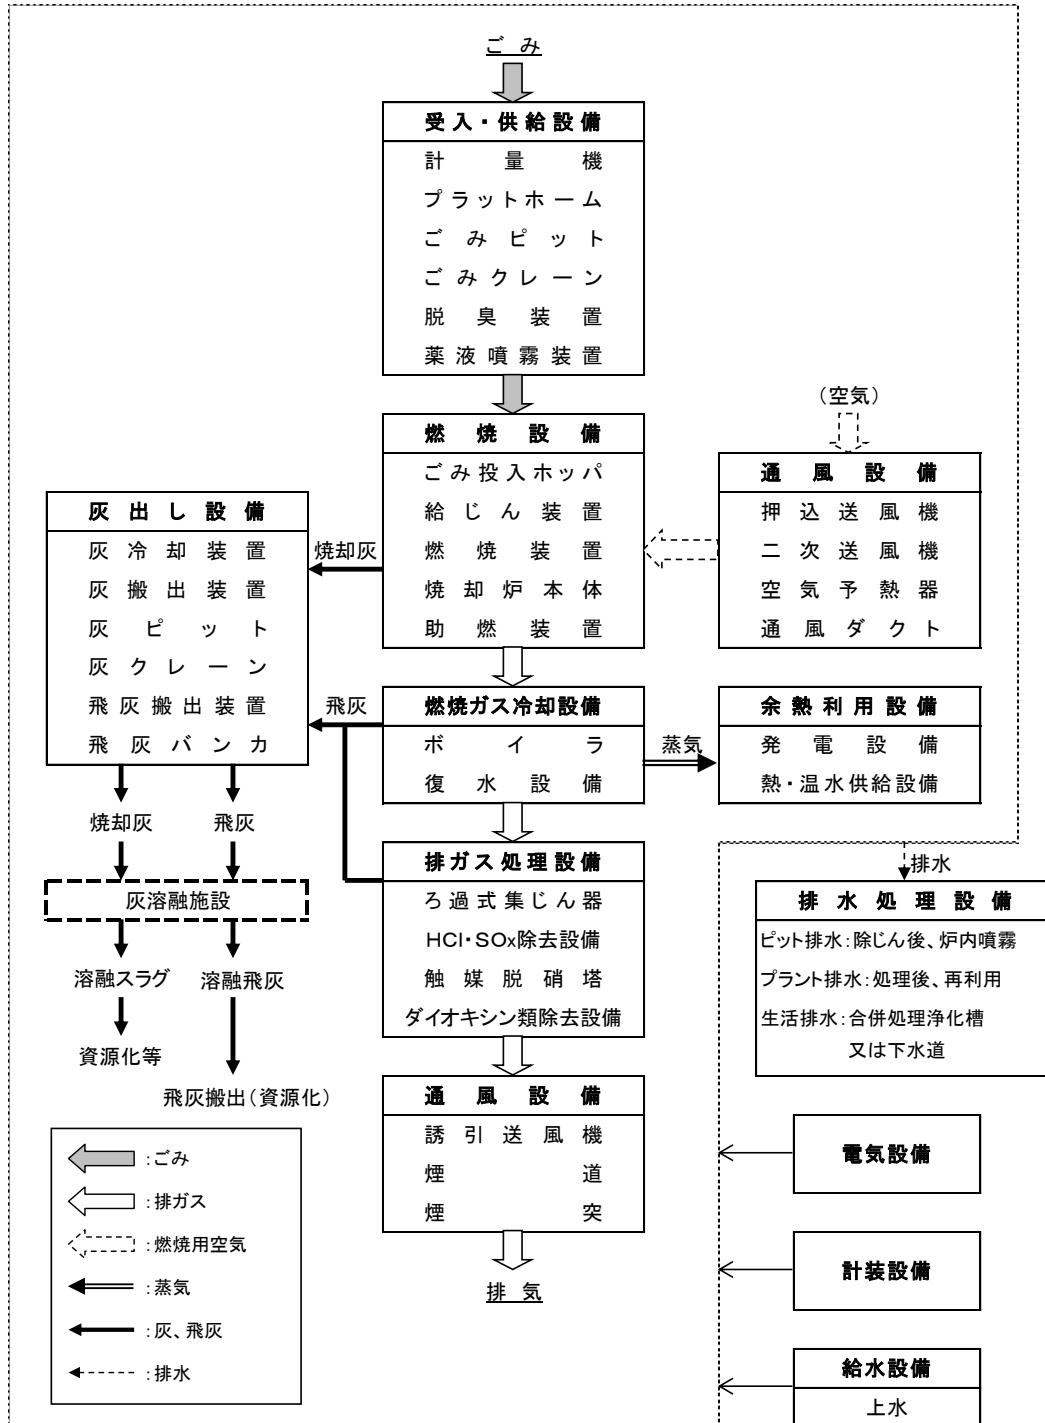 ごみ
受入・供給設備
計量機
プラットホーム
ごみピット
ごみクレーン
脱臭装置
薬液噴霧装置
燃焼設備
ごみ投入ホッパ
給じん装置
燃焼装置
焼却炉本体
助燃装置
（空気）
通風設備
押込送風機
二次送風機
空気予熱器
通風ダクト
焼却灰
灰出し設備
灰冷却装置
灰搬出装置
灰ピット
灰クレーン
飛灰搬出装置
飛灰バンカ
飛灰
燃焼ガス冷却設備
ボイラ
復水設備
蒸気
余熱利用設備
発電設備
熱・温水供給設備
焼却灰
飛灰
灰溶融施設
溶融スラグ
溶融飛灰
資源化等
飛灰搬出（資源化）
排ガス処理設備
ろ過式集じん器
HCl・SOx除去設備
触媒脱硝塔
ダイオキシン類除去設備
排水
排水処理設備
ピット排水：除じん後、炉内噴霧
プラント排水：処理後、再利用
生活排水：合併処理浄化槽
又は下水道
通風設備
誘引送風機
煙道
煙突
排気
電気設備
計装設備
給水設備
上水
：ごみ
：排ガス
：燃焼用空気
：蒸気
：灰、飛灰
：排水